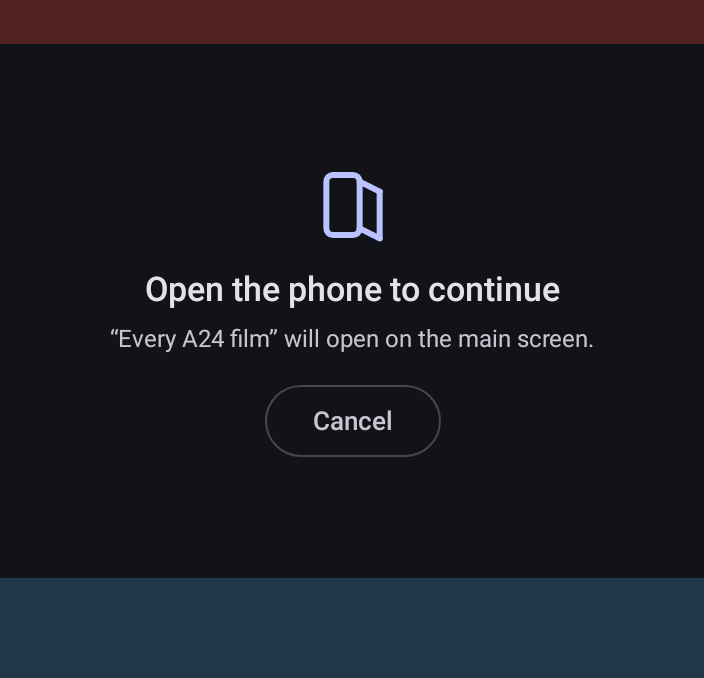 Open the phone to continue
“Every A24 film” will open on the main screen.
Cancel